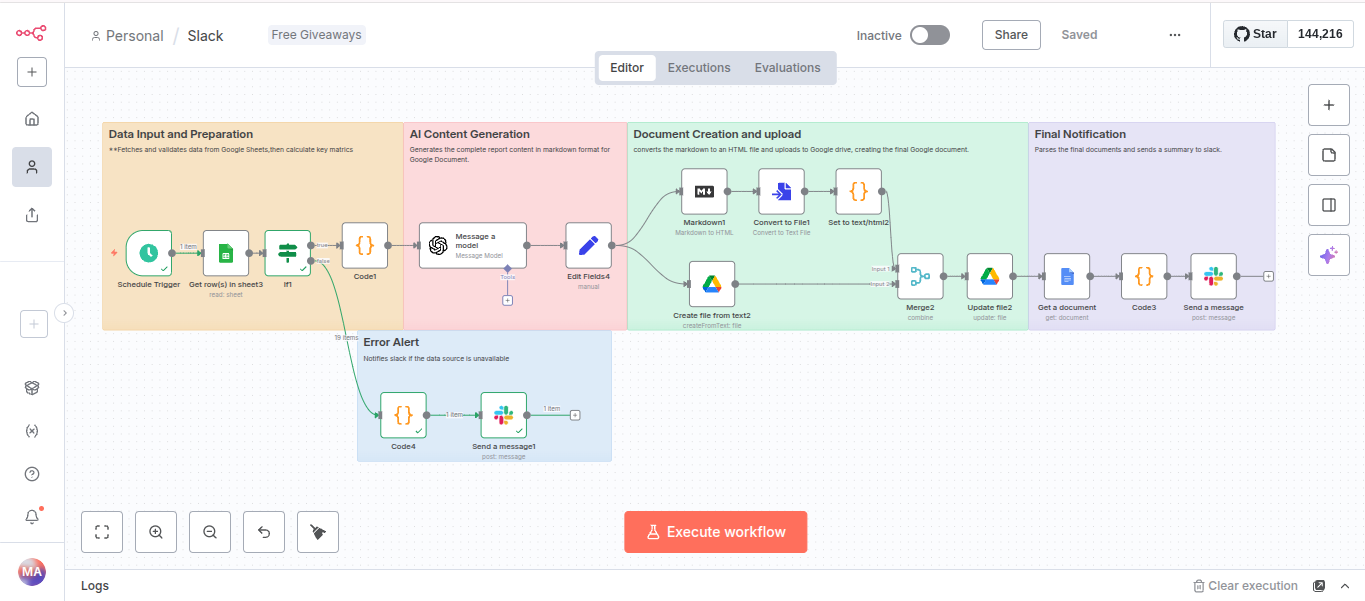 Personal / Slack
Free Giveaways
Inactive
Share
Saved
...
Star
144,216
Editor
Executions
Evaluations
Data Input and Preparation
**Fetches and validates data from Google Sheets,then calculate key matrics
AI Content Generation
Generates the complete report content in markdown format for
Google Document.
Document Creation and upload
converts the markdown to an HTML file and uploads to Google drive, creating the final Google document.
Final Notification
Parses the final documents and sends a summary to slack.
Schedule Trigger
1 item
Get row(s) in sheet3
read: sheet
If1
true
false
Code1
Message a
model
Message Model
Tools
Edit Fields4
manual
M
Markdown1
Markdown to HTML
Convert to File1
Convert to Text File
Set to text/html2
Create file from text2
createFromText: file
Input 1
Input 2
Merge2
combine
Update file2
update: file
Get a document
get: document
Code3
Send a message
post: message
19 items
Error Alert
Notifies slack if the data source is unavailable
Code4
1 item
Send a message1
post: message
1 item
Execute workflow
MA
Logs
Clear execution